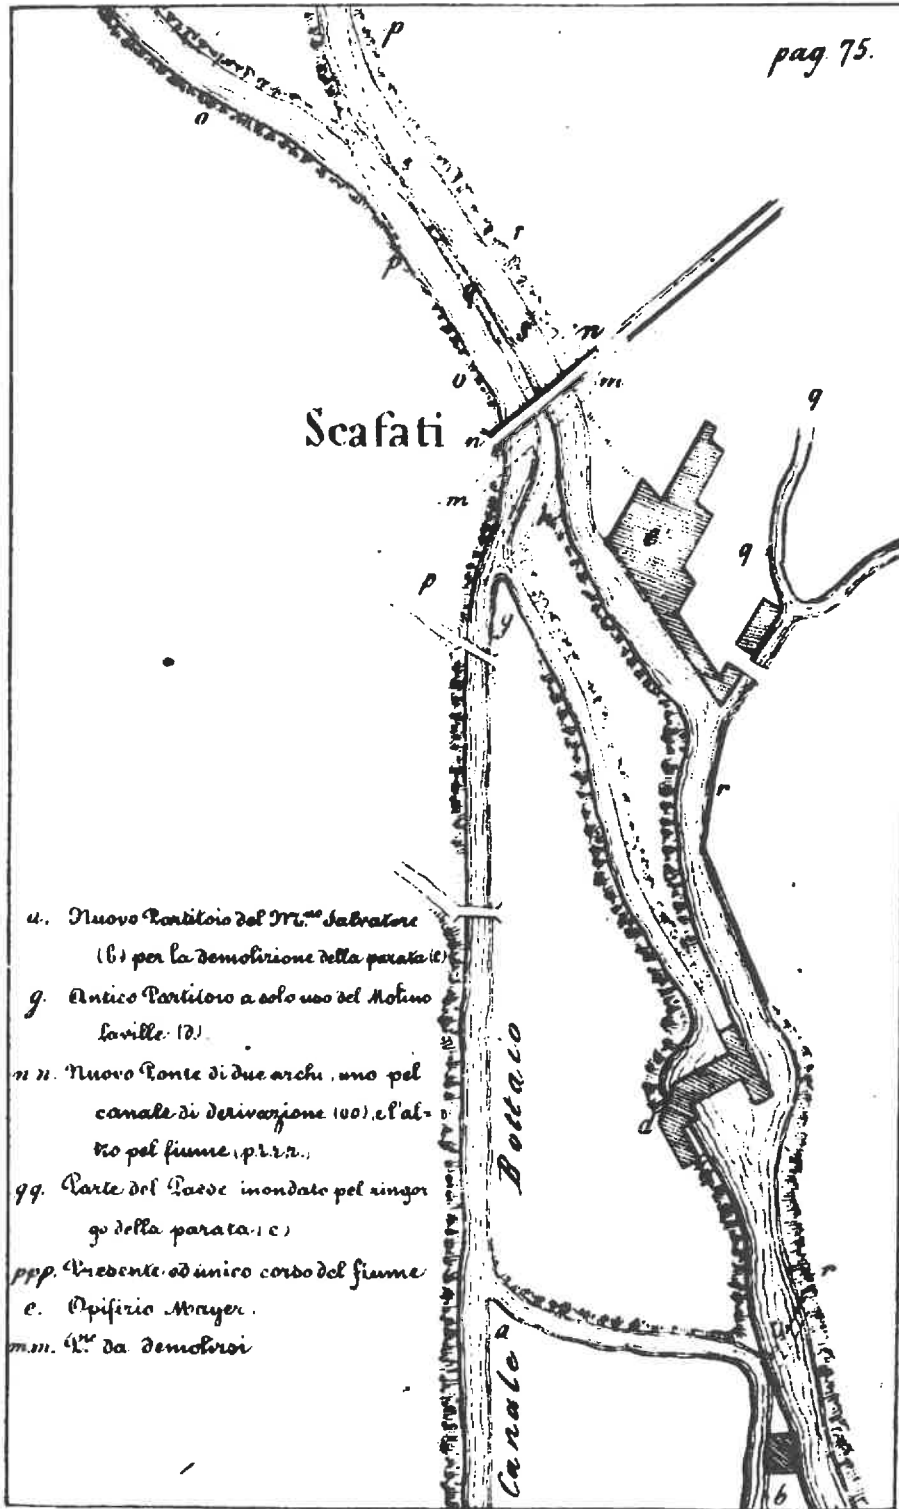 pag. 75.
p
o
s
r
p
q
o
n
n
m
Scafati
m
q
q
p
e
c
r
a. Nuovo Partitoio del M.no Salvatore
(b) per la demolizione della parata (c)
g. Antico Partitoio a solo uso del Molino
Laville (d)
n n. Nuovo Ponte di due archi, uno pel
canale di derivazione (oo), e l'al=
tro pel fiume, p.r.r.r.,
qq. Parte del Paese inondato pel ringor
go della parata (c)
ppp. Presente ed unico corso del fiume
e. Opifizio Mayer.
m.m. P.te da demolirsi
d
r
a
b
Canale Bottaio